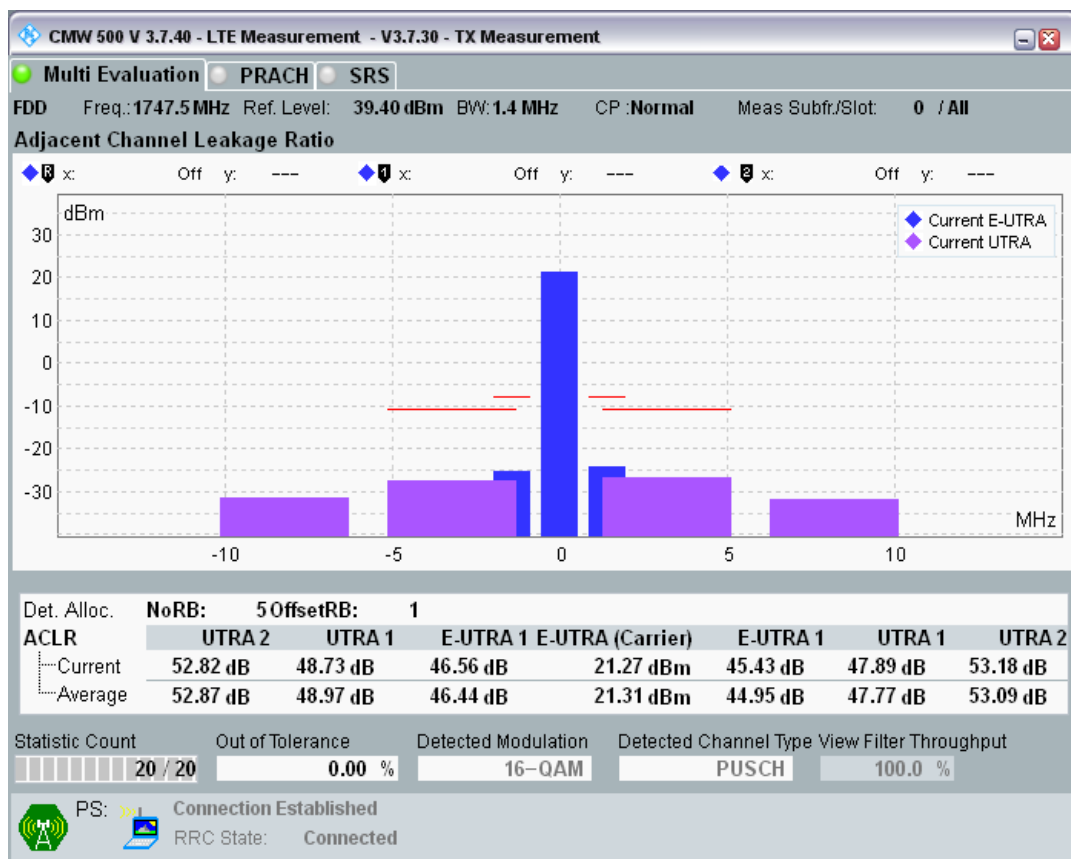 CMW 500 V 3.7.40 - LTE Measurement - V3.7.30 - TX Measurement
Multi Evaluation PRACH SRS
FDD Freq.: 1747.5 MHz Ref. Level: 39.40 dBm BW: 1.4 MHz CP :Normal Meas Subfr./Slot: 0 / All
Adjacent Channel Leakage Ratio
R x: Off y: --- 1 x: Off y: --- 2 x: Off y: ---
dBm
Current E-UTRA
Current UTRA
30
20
10
0
-10
-20
-30
MHz
-10 -5 0 5 10
Det. Alloc. NoRB: 5 OffsetRB: 1
ACLR UTRA 2 UTRA 1 E-UTRA 1 E-UTRA (Carrier) E-UTRA 1 UTRA 1 UTRA 2
Current 52.82 dB 48.73 dB 46.56 dB 21.27 dBm 45.43 dB 47.89 dB 53.18 dB
Average 52.87 dB 48.97 dB 46.44 dB 21.31 dBm 44.95 dB 47.77 dB 53.09 dB
Statistic Count Out of Tolerance Detected Modulation Detected Channel Type View Filter Throughput
20 / 20 0.00 % 16-QAM PUSCH 100.0 %
PS: Connection Established
RRC State: Connected